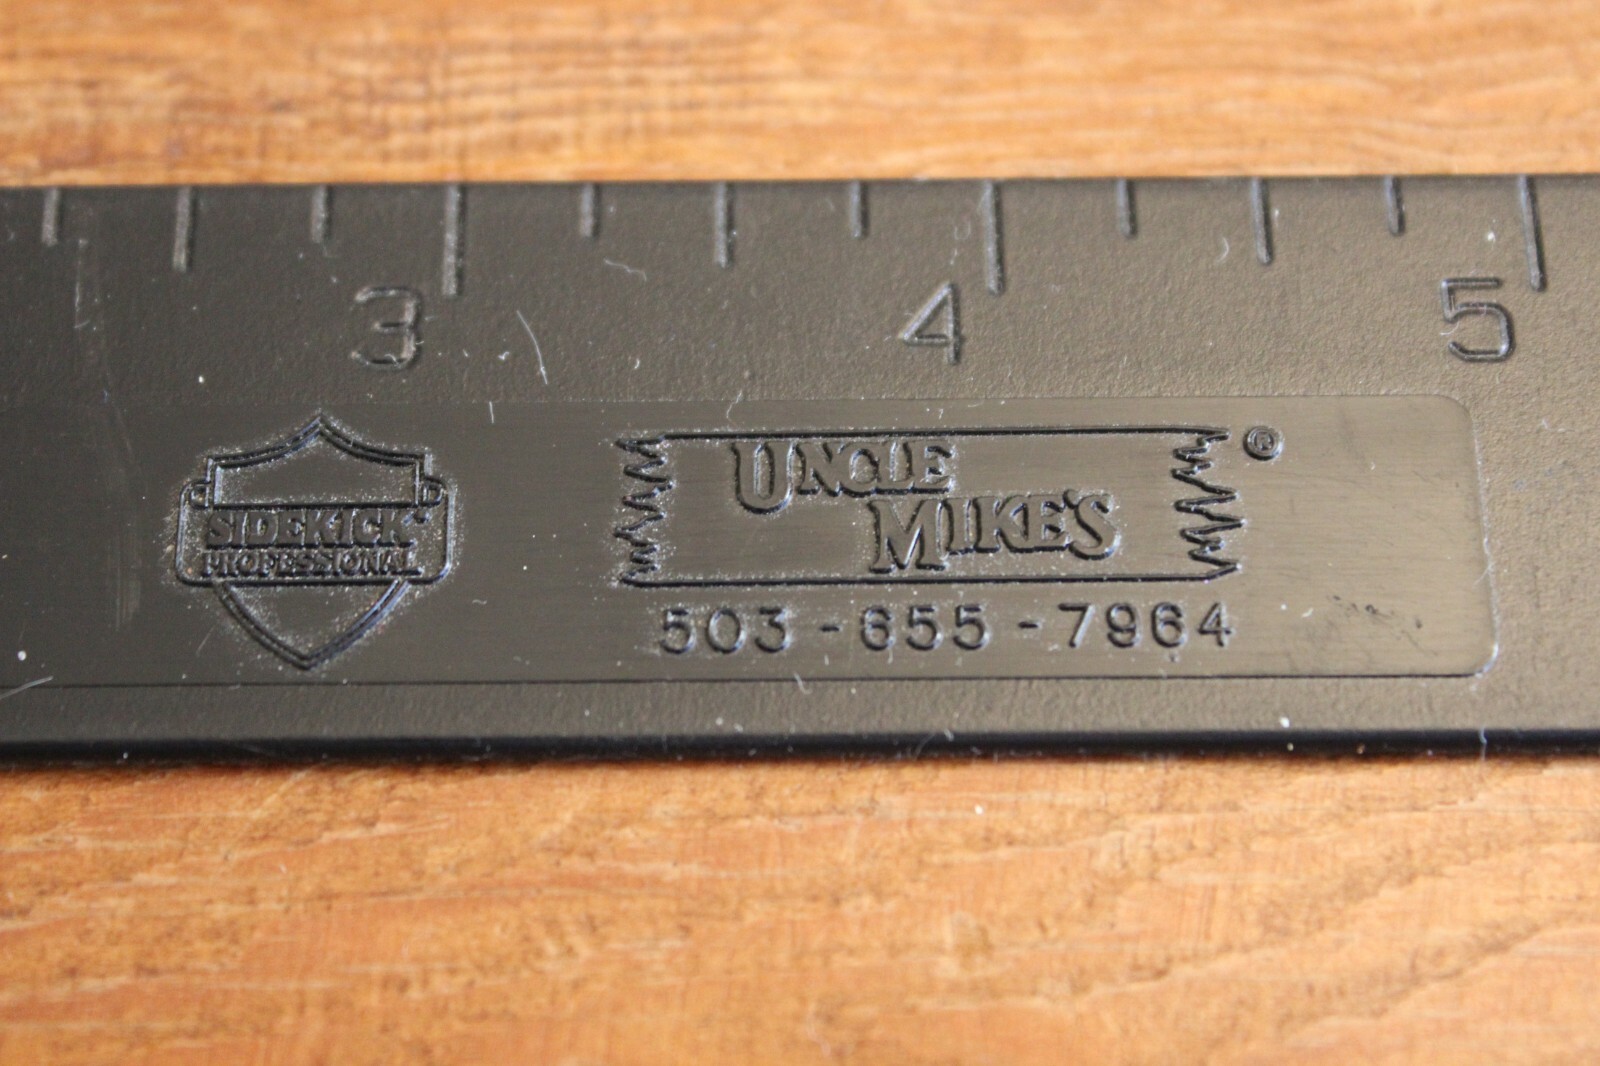 3 4 5
SIDEKICK®
PROFESSIONAL
UNCLE
MIKE'S ®
503-655-7964